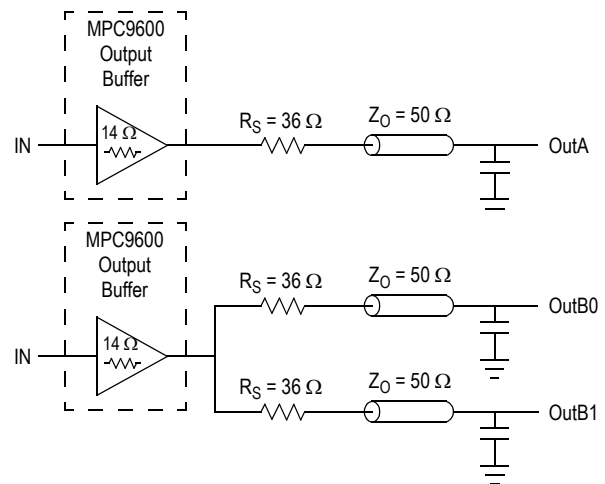 MPC9600
Output
Buffer
14 Ω
IN
R_S = 36 Ω
Z_O = 50 Ω
OutA
MPC9600
Output
Buffer
14 Ω
IN
R_S = 36 Ω
Z_O = 50 Ω
OutB0
R_S = 36 Ω
Z_O = 50 Ω
OutB1